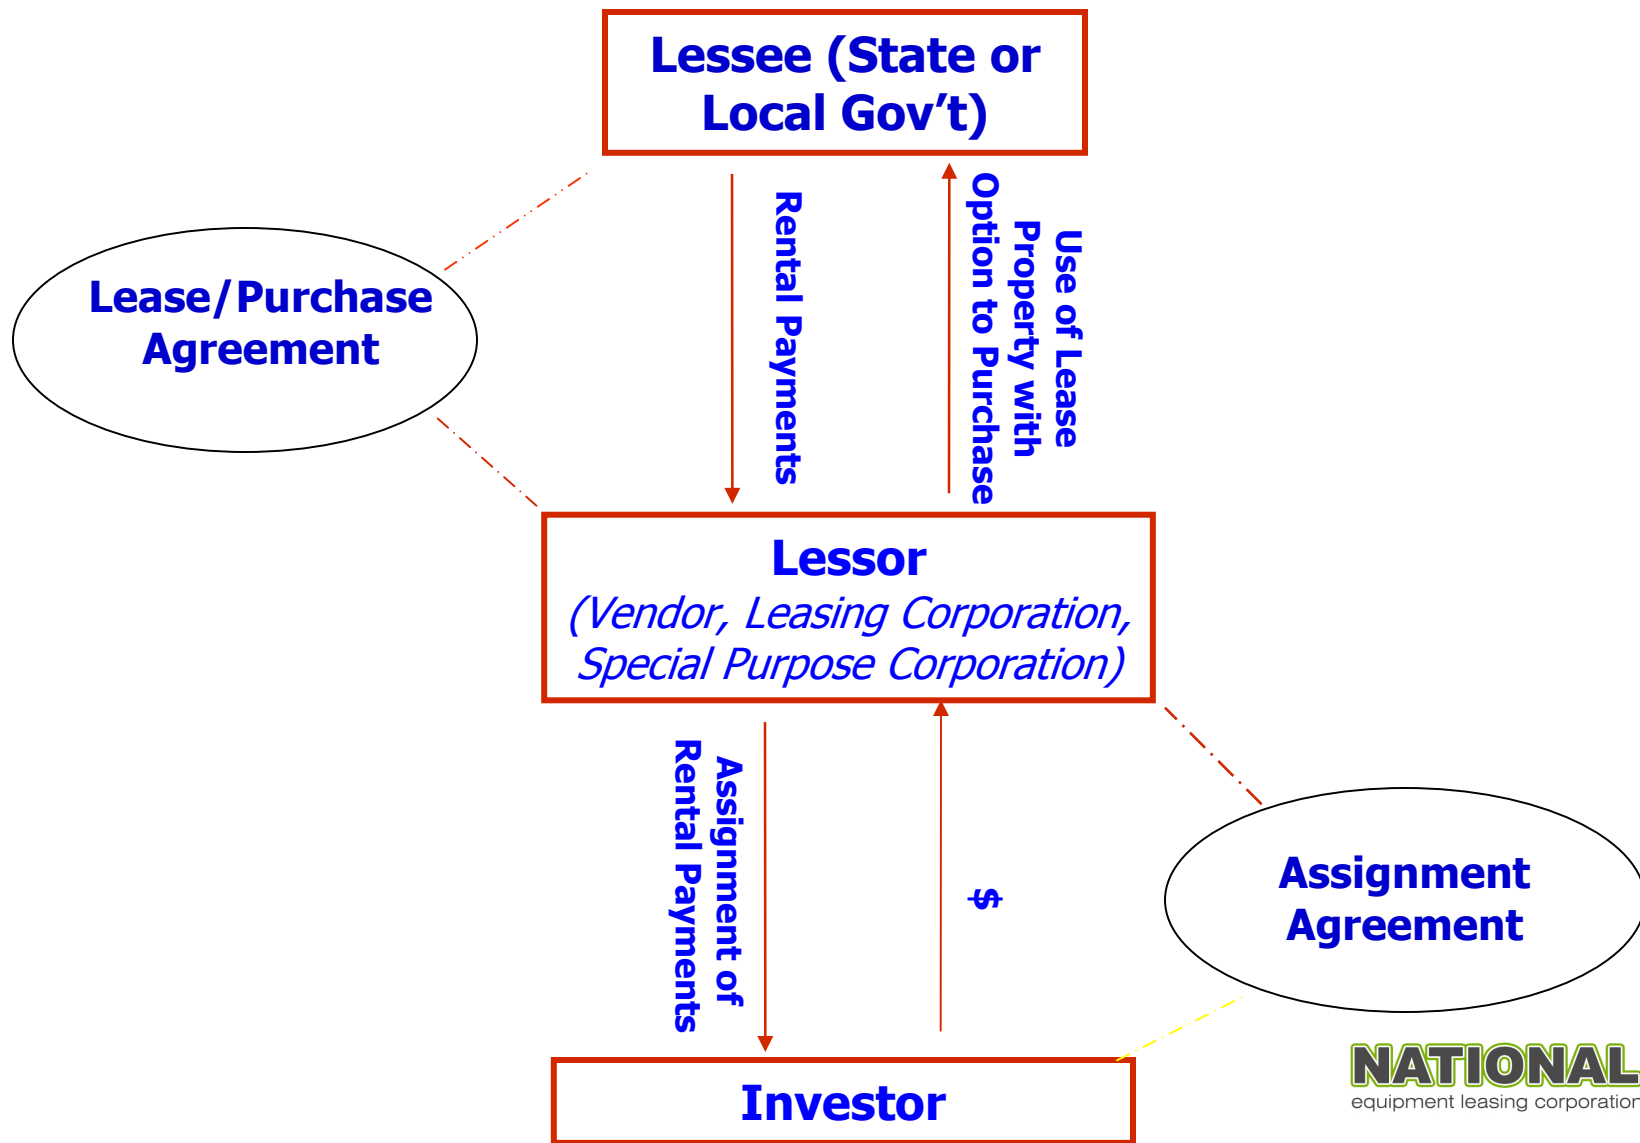 Lessee (State or
Local Gov’t)
Lease/Purchase
Agreement
Rental Payments
Use of Lease
Property with
Option to Purchase
Lessor
(Vendor, Leasing Corporation,
Special Purpose Corporation)
Assignment of
Rental Payments
$
Assignment
Agreement
Investor
NATIONAL
equipment leasing corporation